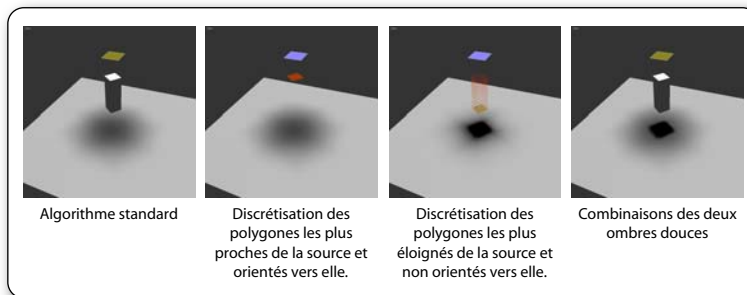 Algorithme standard
Discrétisation des
polygones les plus
proches de la source et
orientés vers elle.
Discrétisation des
polygones les plus
éloignés de la source et
non orientés vers elle.
Combinaisons des deux
ombres douces